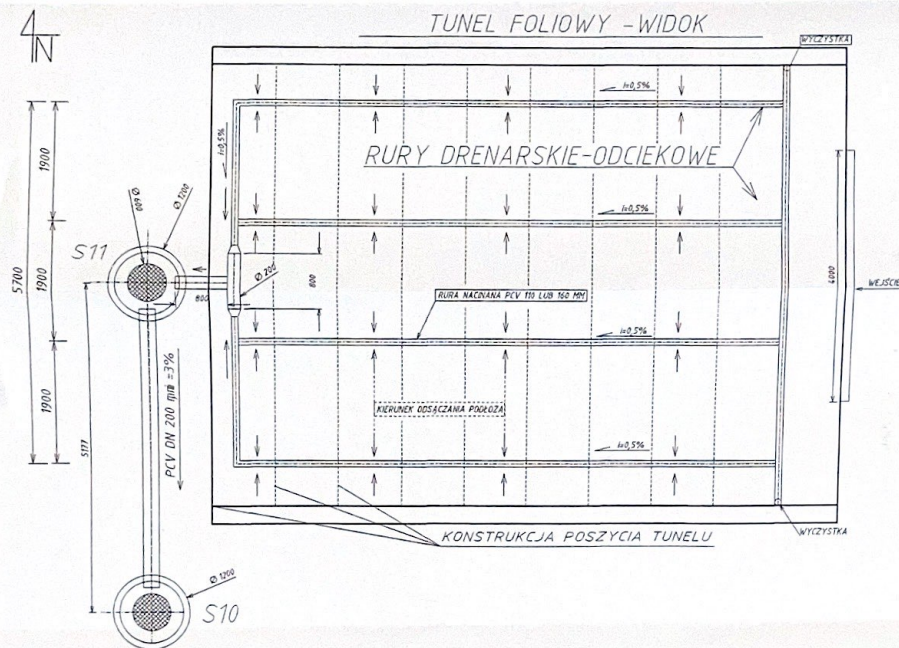 TUNEL FOLIOWY -WIDOK
N
WYCZYSTKA
i=0,5%
i=0,5%
RURY DRENARSKIE-ODCIEKOWE
1900
Ø 600
Ø 1200
i=0,5%
S11
5700
1900
800
Ø 200
800
4000
WEJŚCIE
RURA NACINANA PCV 110 LUB 160 MM
i=0,5%
1900
5177
PCV DN 200 mm =3%
KIERUNEK ODSĄCZANIA PODŁOŻA
i=0,5%
KONSTRUKCJA POSZYCIA TUNELU
WYCZYSTKA
Ø 1200
S10